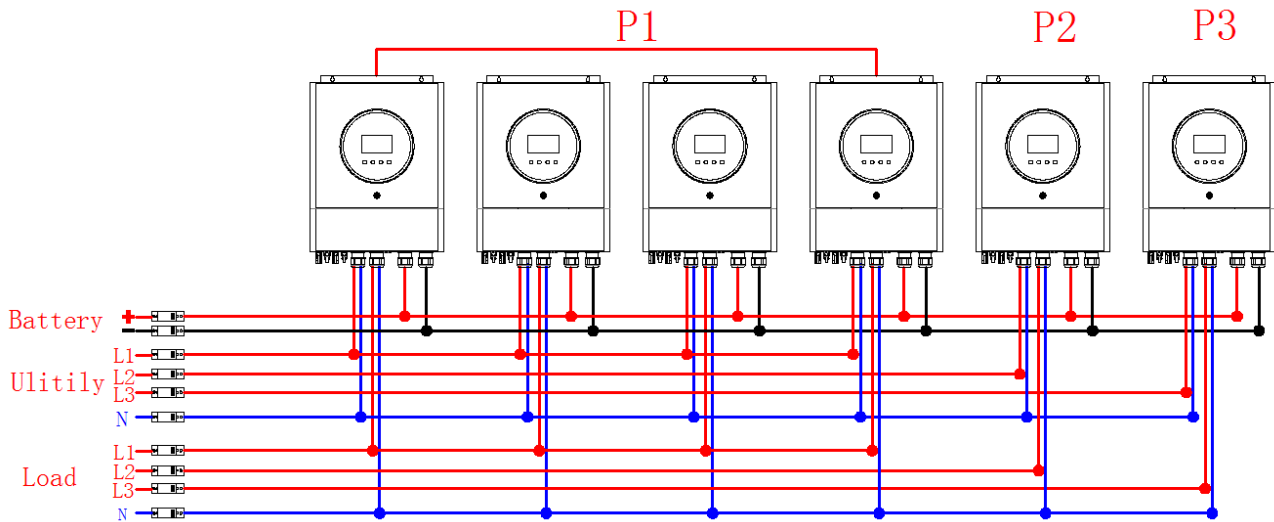 P1
P2
P3
Battery + −
L1
Ulitily L2
L3
N
L1
Load L2
L3
N